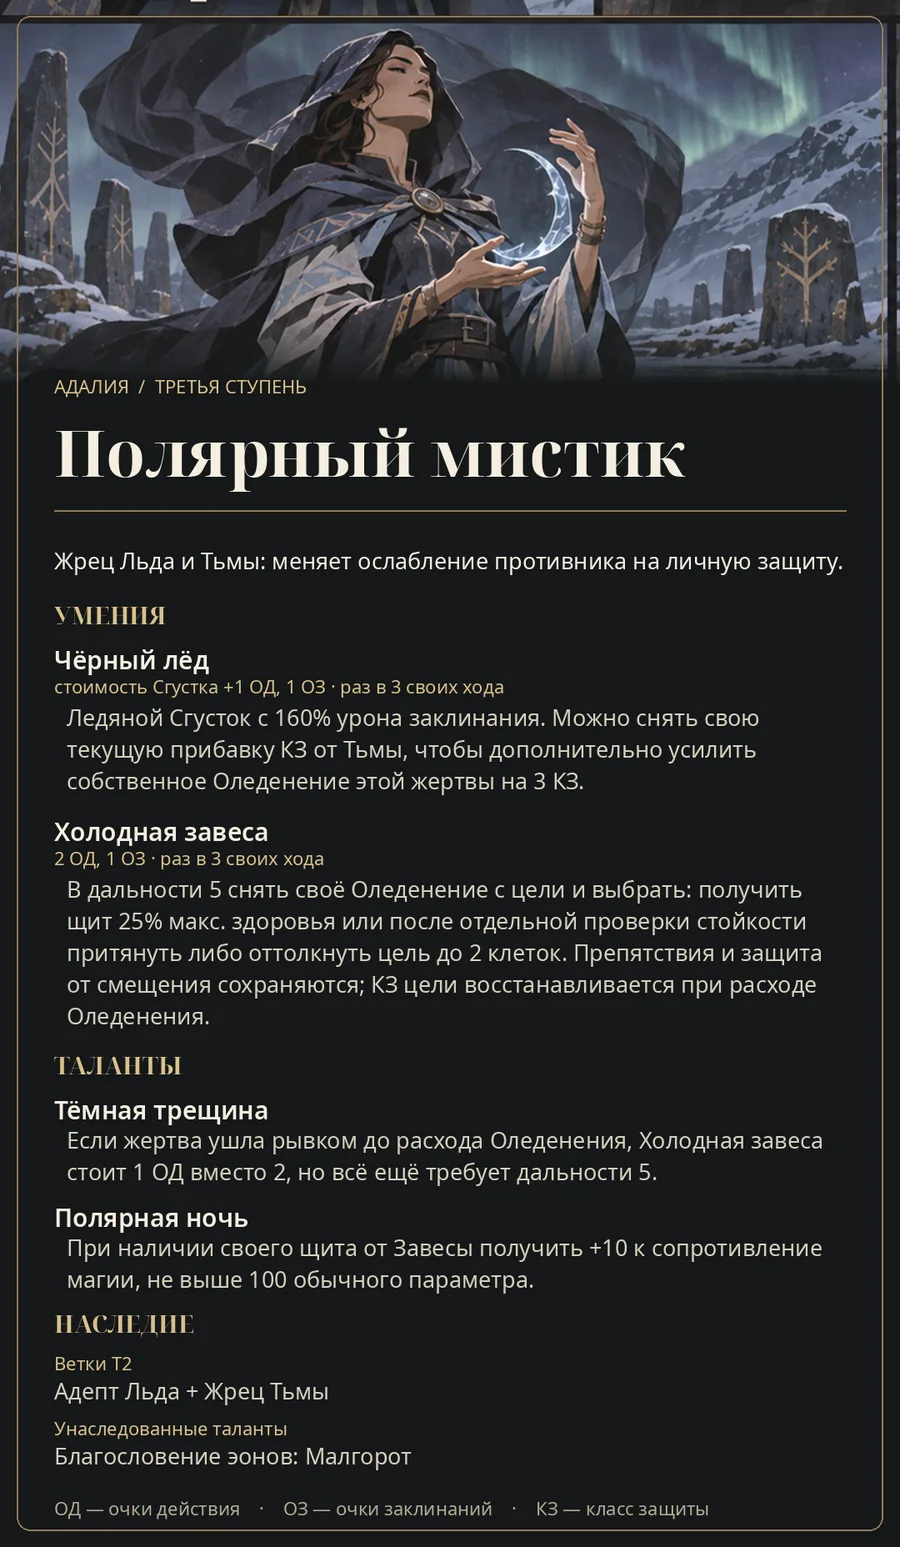 АДАЛИЯ / ТРЕТЬЯ СТУПЕНЬ
Полярный мистик
Жрец Льда и Тьмы: меняет ослабление противника на личную защиту.
УМЕНИЯ
Чёрный лёд
стоимость Сгустка +1 ОД, 1 ОЗ · раз в 3 своих хода
Ледяной Сгусток с 160% урона заклинания. Можно снять свою
текущую прибавку КЗ от Тьмы, чтобы дополнительно усилить
собственное Оледенение этой жертвы на 3 КЗ.
Холодная завеса
2 ОД, 1 ОЗ · раз в 3 своих хода
В дальности 5 снять своё Оледенение с цели и выбрать: получить
щит 25% макс. здоровья или после отдельной проверки стойкости
притянуть либо оттолкнуть цель до 2 клеток. Препятствия и защита
от смещения сохраняются; КЗ цели восстанавливается при расходе
Оледенения.
ТАЛАНТЫ
Тёмная трещина
Если жертва ушла рывком до расхода Оледенения, Холодная завеса
стоит 1 ОД вместо 2, но всё ещё требует дальности 5.
Полярная ночь
При наличии своего щита от Завесы получить +10 к сопротивление
магии, не выше 100 обычного параметра.
НАСЛЕДИЕ
Ветки Т2
Адепт Льда + Жрец Тьмы
Унаследованные таланты
Благословение эонов: Малгорот
ОД — очки действия · ОЗ — очки заклинаний · КЗ — класс защиты